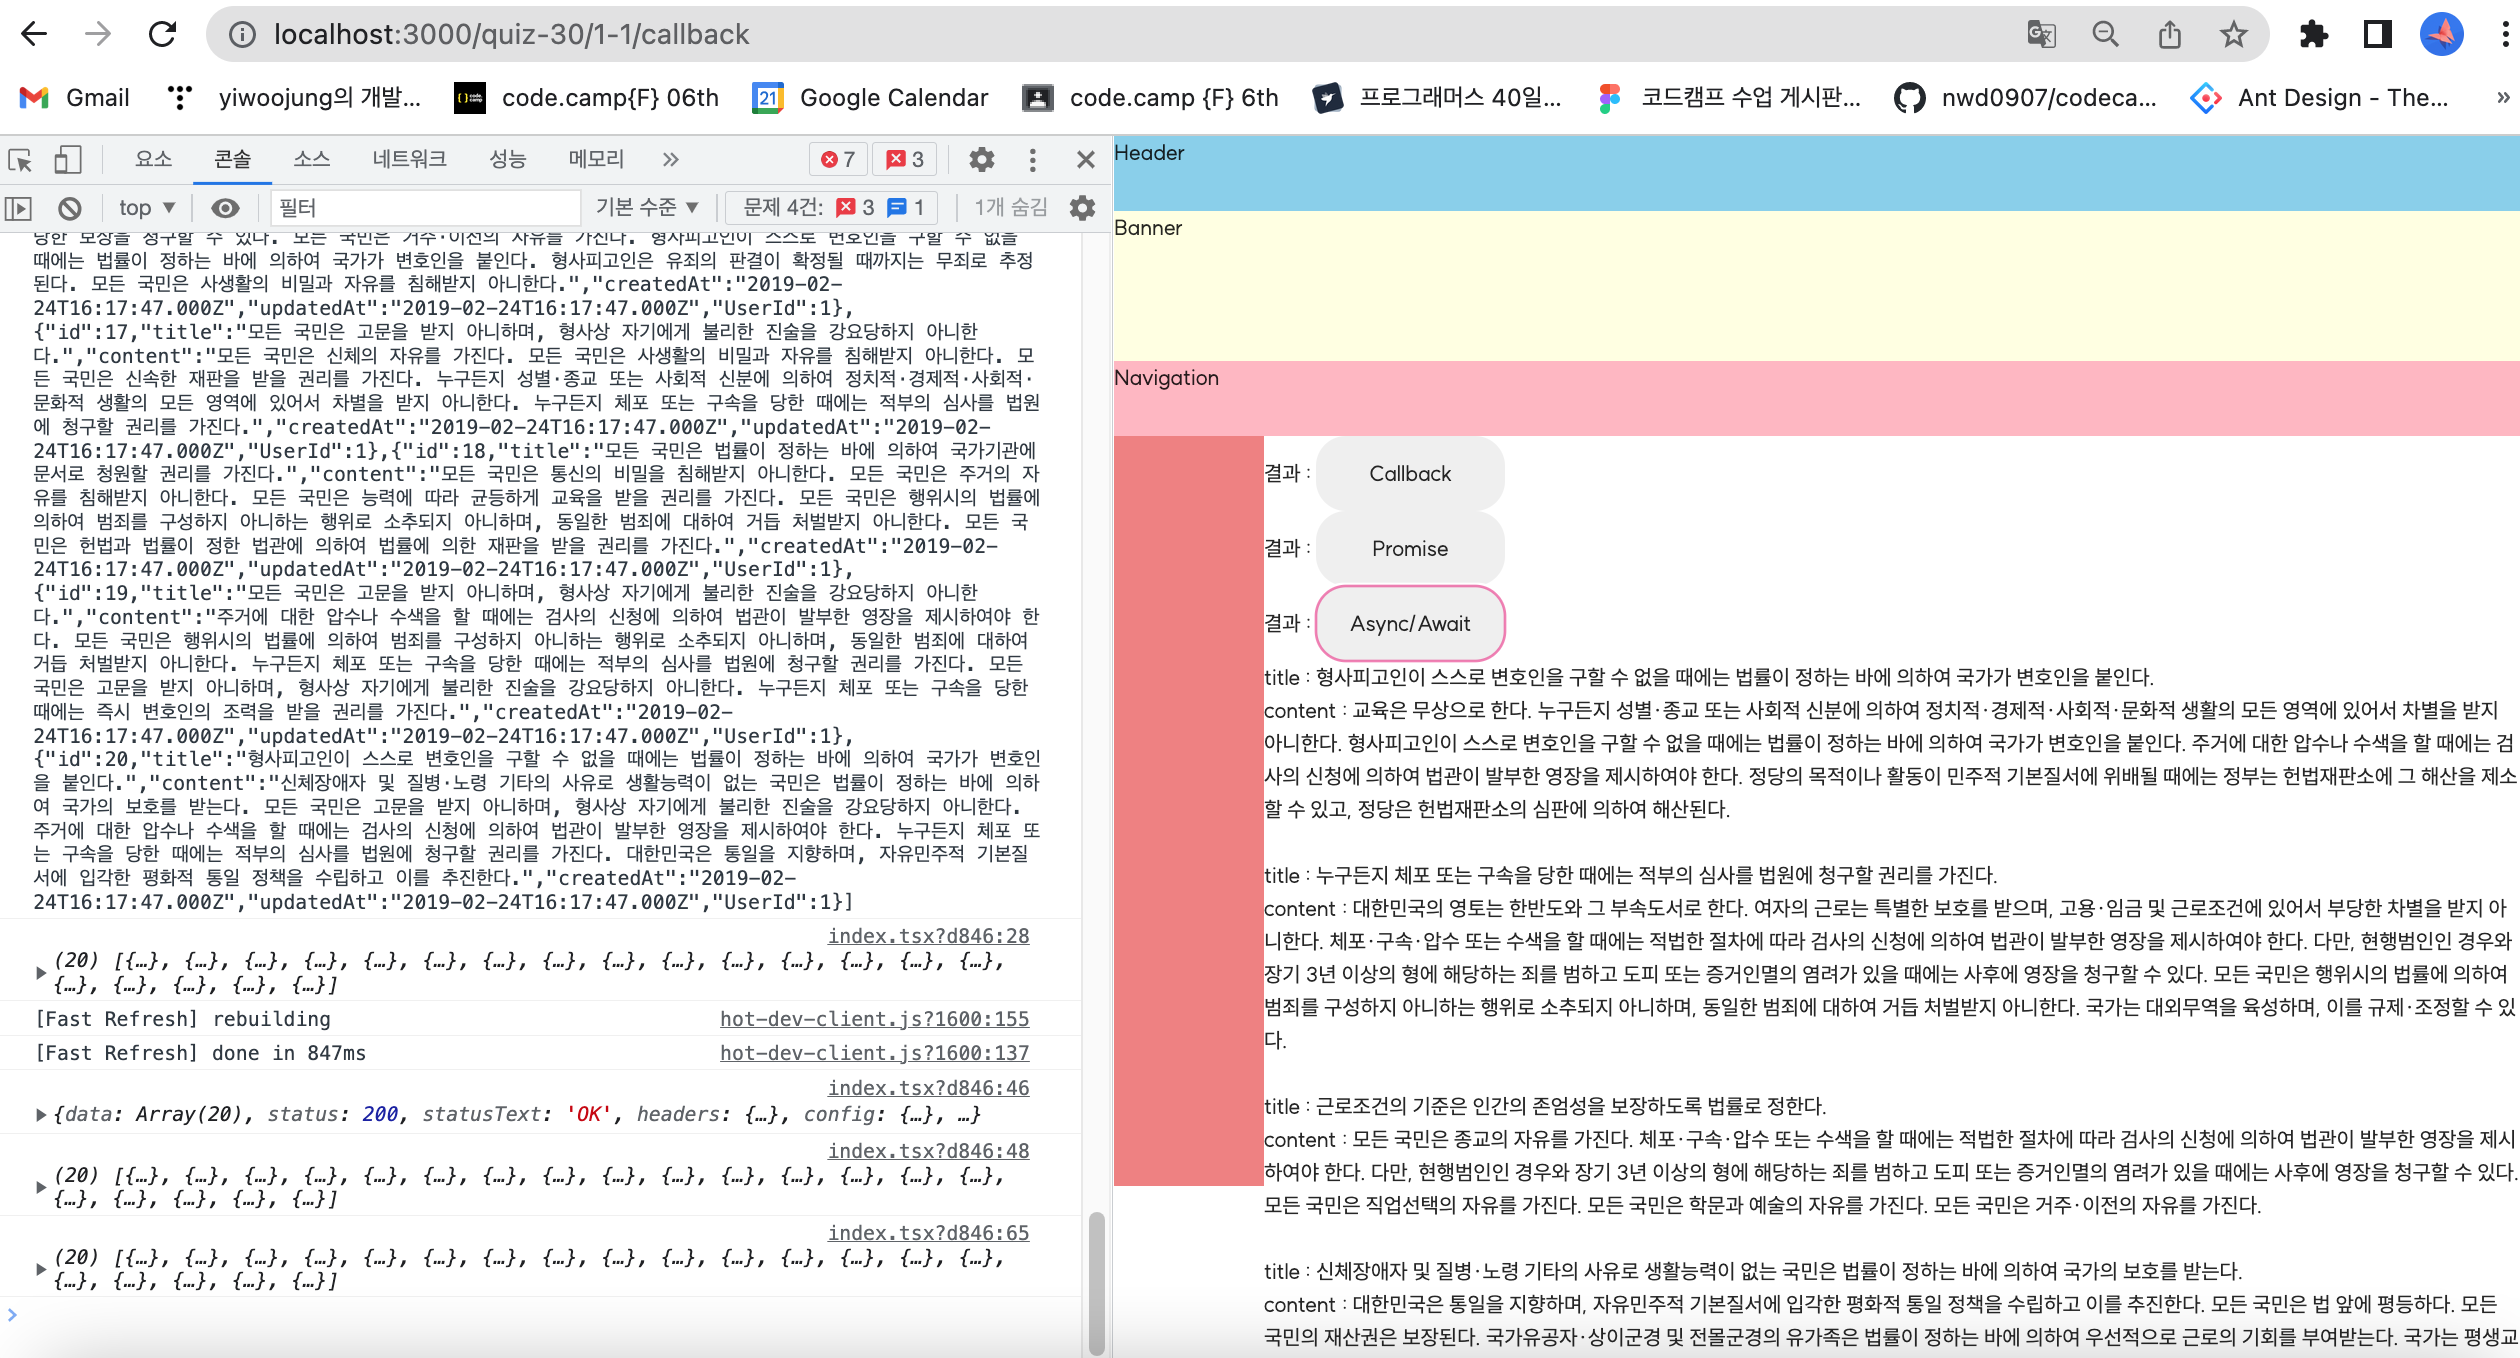 localhost:3000/quiz-30/1-1/callback
Gmail
yiwoojung의 개발...
code.camp{F} 06th
21
Google Calendar
code.camp {F} 6th
프로그래머스 40일...
코드캠프 수업 게시판...
nwd0907/codeca...
Ant Design - The...
»
요소
콘솔
소스
네트워크
성능
메모리
7
3
top
필터
기본 수준
문제 4건:
3
1
1개 숨김
당한 보상을 청구할 수 있다. 모든 국민은 거주·이전의 자유를 가진다. 형사피고인이 스스로 변호인을 구할 수 없을
때에는 법률이 정하는 바에 의하여 국가가 변호인을 붙인다. 형사피고인은 유죄의 판결이 확정될 때까지는 무죄로 추정
된다. 모든 국민은 사생활의 비밀과 자유를 침해받지 아니한다.","createdAt":"2019-02-
24T16:17:47.000Z","updatedAt":"2019-02-24T16:17:47.000Z","UserId":1},
{"id":17,"title":"모든 국민은 고문을 받지 아니하며, 형사상 자기에게 불리한 진술을 강요당하지 아니한
다.","content":"모든 국민은 신체의 자유를 가진다. 모든 국민은 사생활의 비밀과 자유를 침해받지 아니한다. 모
든 국민은 신속한 재판을 받을 권리를 가진다. 누구든지 성별·종교 또는 사회적 신분에 의하여 정치적·경제적·사회적·
문화적 생활의 모든 영역에 있어서 차별을 받지 아니한다. 누구든지 체포 또는 구속을 당한 때에는 적부의 심사를 법원
에 청구할 권리를 가진다.","createdAt":"2019-02-24T16:17:47.000Z","updatedAt":"2019-02-
24T16:17:47.000Z","UserId":1},{"id":18,"title":"모든 국민은 법률이 정하는 바에 의하여 국가기관에
문서로 청원할 권리를 가진다.","content":"모든 국민은 통신의 비밀을 침해받지 아니한다. 모든 국민은 주거의 자
유를 침해받지 아니한다. 모든 국민은 능력에 따라 균등하게 교육을 받을 권리를 가진다. 모든 국민은 행위시의 법률에
의하여 범죄를 구성하지 아니하는 행위로 소추되지 아니하며, 동일한 범죄에 대하여 거듭 처벌받지 아니한다. 모든 국
민은 헌법과 법률이 정한 법관에 의하여 법률에 의한 재판을 받을 권리를 가진다.","createdAt":"2019-02-
24T16:17:47.000Z","updatedAt":"2019-02-24T16:17:47.000Z","UserId":1},
{"id":19,"title":"모든 국민은 고문을 받지 아니하며, 형사상 자기에게 불리한 진술을 강요당하지 아니한
다.","content":"주거에 대한 압수나 수색을 할 때에는 검사의 신청에 의하여 법관이 발부한 영장을 제시하여야 한
다. 모든 국민은 행위시의 법률에 의하여 범죄를 구성하지 아니하는 행위로 소추되지 아니하며, 동일한 범죄에 대하여
거듭 처벌받지 아니한다. 누구든지 체포 또는 구속을 당한 때에는 적부의 심사를 법원에 청구할 권리를 가진다. 모든
국민은 고문을 받지 아니하며, 형사상 자기에게 불리한 진술을 강요당하지 아니한다. 누구든지 체포 또는 구속을 당한
때에는 즉시 변호인의 조력을 받을 권리를 가진다.","createdAt":"2019-02-
24T16:17:47.000Z","updatedAt":"2019-02-24T16:17:47.000Z","UserId":1},
{"id":20,"title":"형사피고인이 스스로 변호인을 구할 수 없을 때에는 법률이 정하는 바에 의하여 국가가 변호인
을 붙인다.","content":"신체장애자 및 질병·노령 기타의 사유로 생활능력이 없는 국민은 법률이 정하는 바에 의하
여 국가의 보호를 받는다. 모든 국민은 고문을 받지 아니하며, 형사상 자기에게 불리한 진술을 강요당하지 아니한다.
주거에 대한 압수나 수색을 할 때에는 검사의 신청에 의하여 법관이 발부한 영장을 제시하여야 한다. 누구든지 체포 또
는 구속을 당한 때에는 적부의 심사를 법원에 청구할 권리를 가진다. 대한민국은 통일을 지향하며, 자유민주적 기본질
서에 입각한 평화적 통일 정책을 수립하고 이를 추진한다.","createdAt":"2019-02-
24T16:17:47.000Z","updatedAt":"2019-02-24T16:17:47.000Z","UserId":1}]
index.tsx?d846:28
(20) [{…}, {…}, {…}, {…}, {…}, {…}, {…}, {…}, {…}, {…}, {…}, {…}, {…}, {…}, {…},
{…}, {…}, {…}, {…}, {…}]
[Fast Refresh] rebuilding
hot-dev-client.js?1600:155
[Fast Refresh] done in 847ms
hot-dev-client.js?1600:137
index.tsx?d846:46
{data: Array(20), status: 200, statusText: 'OK', headers: {…}, config: {…}, …}
index.tsx?d846:48
(20) [{…}, {…}, {…}, {…}, {…}, {…}, {…}, {…}, {…}, {…}, {…}, {…}, {…}, {…}, {…},
{…}, {…}, {…}, {…}, {…}]
index.tsx?d846:65
(20) [{…}, {…}, {…}, {…}, {…}, {…}, {…}, {…}, {…}, {…}, {…}, {…}, {…}, {…}, {…},
{…}, {…}, {…}, {…}, {…}]
Header
Banner
Navigation
결과 : Callback
결과 : Promise
결과 : Async/Await
title : 형사피고인이 스스로 변호인을 구할 수 없을 때에는 법률이 정하는 바에 의하여 국가가 변호인을 붙인다.
content : 교육은 무상으로 한다. 누구든지 성별·종교 또는 사회적 신분에 의하여 정치적·경제적·사회적·문화적 생활의 모든 영역에 있어서 차별을 받지
아니한다. 형사피고인이 스스로 변호인을 구할 수 없을 때에는 법률이 정하는 바에 의하여 국가가 변호인을 붙인다. 주거에 대한 압수나 수색을 할 때에는 검
사의 신청에 의하여 법관이 발부한 영장을 제시하여야 한다. 정당의 목적이나 활동이 민주적 기본질서에 위배될 때에는 정부는 헌법재판소에 그 해산을 제소
할 수 있고, 정당은 헌법재판소의 심판에 의하여 해산된다.
title : 누구든지 체포 또는 구속을 당한 때에는 적부의 심사를 법원에 청구할 권리를 가진다.
content : 대한민국의 영토는 한반도와 그 부속도서로 한다. 여자의 근로는 특별한 보호를 받으며, 고용·임금 및 근로조건에 있어서 부당한 차별을 받지 아
니한다. 체포·구속·압수 또는 수색을 할 때에는 적법한 절차에 따라 검사의 신청에 의하여 법관이 발부한 영장을 제시하여야 한다. 다만, 현행범인인 경우와
장기 3년 이상의 형에 해당하는 죄를 범하고 도피 또는 증거인멸의 염려가 있을 때에는 사후에 영장을 청구할 수 있다. 모든 국민은 행위시의 법률에 의하여
범죄를 구성하지 아니하는 행위로 소추되지 아니하며, 동일한 범죄에 대하여 거듭 처벌받지 아니한다. 국가는 대외무역을 육성하며, 이를 규제·조정할 수 있
다.
title : 근로조건의 기준은 인간의 존엄성을 보장하도록 법률로 정한다.
content : 모든 국민은 종교의 자유를 가진다. 체포·구속·압수 또는 수색을 할 때에는 적법한 절차에 따라 검사의 신청에 의하여 법관이 발부한 영장을 제시
하여야 한다. 다만, 현행범인인 경우와 장기 3년 이상의 형에 해당하는 죄를 범하고 도피 또는 증거인멸의 염려가 있을 때에는 사후에 영장을 청구할 수 있다.
모든 국민은 직업선택의 자유를 가진다. 모든 국민은 학문과 예술의 자유를 가진다. 모든 국민은 거주·이전의 자유를 가진다.
title : 신체장애자 및 질병·노령 기타의 사유로 생활능력이 없는 국민은 법률이 정하는 바에 의하여 국가의 보호를 받는다.
content : 대한민국은 통일을 지향하며, 자유민주적 기본질서에 입각한 평화적 통일 정책을 수립하고 이를 추진한다. 모든 국민은 법 앞에 평등하다. 모든
국민의 재산권은 보장된다. 국가유공자·상이군경 및 전몰군경의 유가족은 법률이 정하는 바에 의하여 우선적으로 근로의 기회를 부여받는다. 국가는 평생교